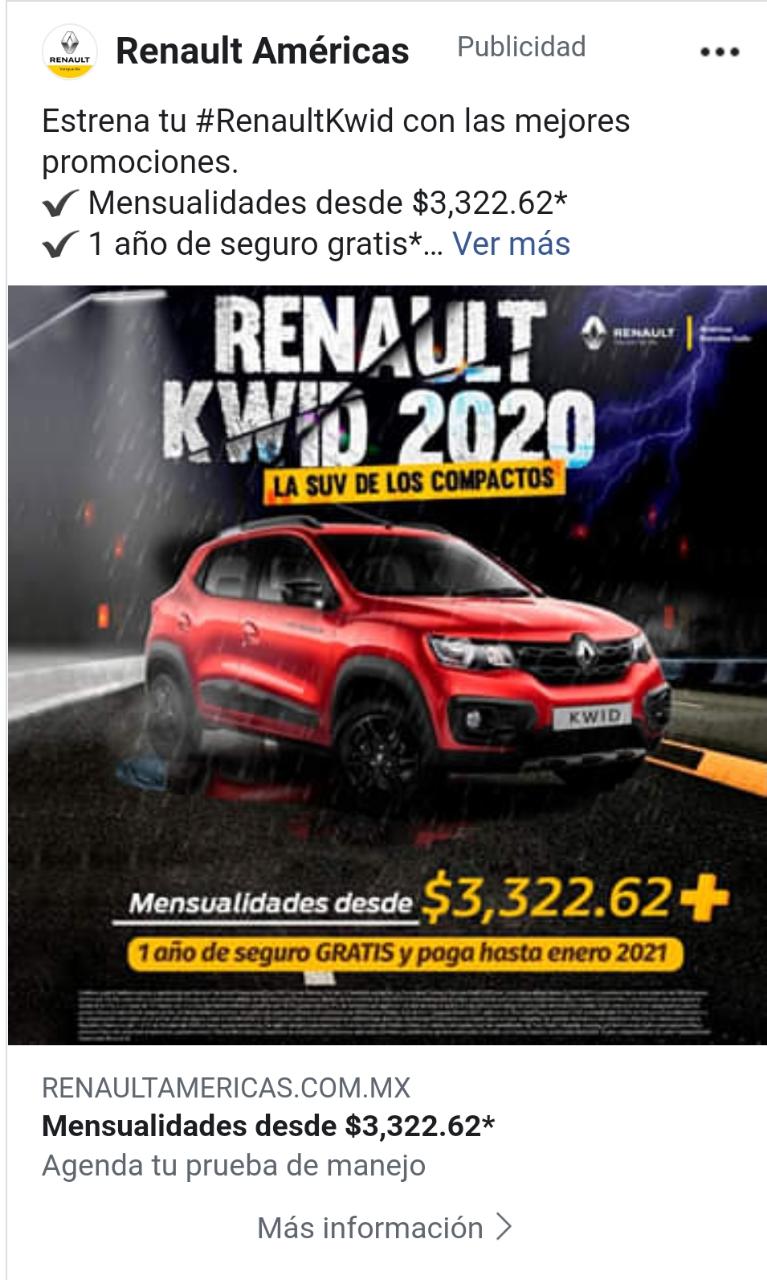 RENAULT
Renault Américas
Publicidad
Estrena tu #RenaultKwid con las mejores
promociones.
✔ Mensualidades desde $3,322.62*
✔ 1 año de seguro gratis*... Ver más
RENAULT
KWID 2020
LA SUV DE LOS COMPACTOS
RENAULT
KWID
Mensualidades desde $3,322.62+
1 año de seguro GRATIS y paga hasta enero 2021
RENAULTAMERICAS.COM.MX
Mensualidades desde $3,322.62*
Agenda tu prueba de manejo
Más información >